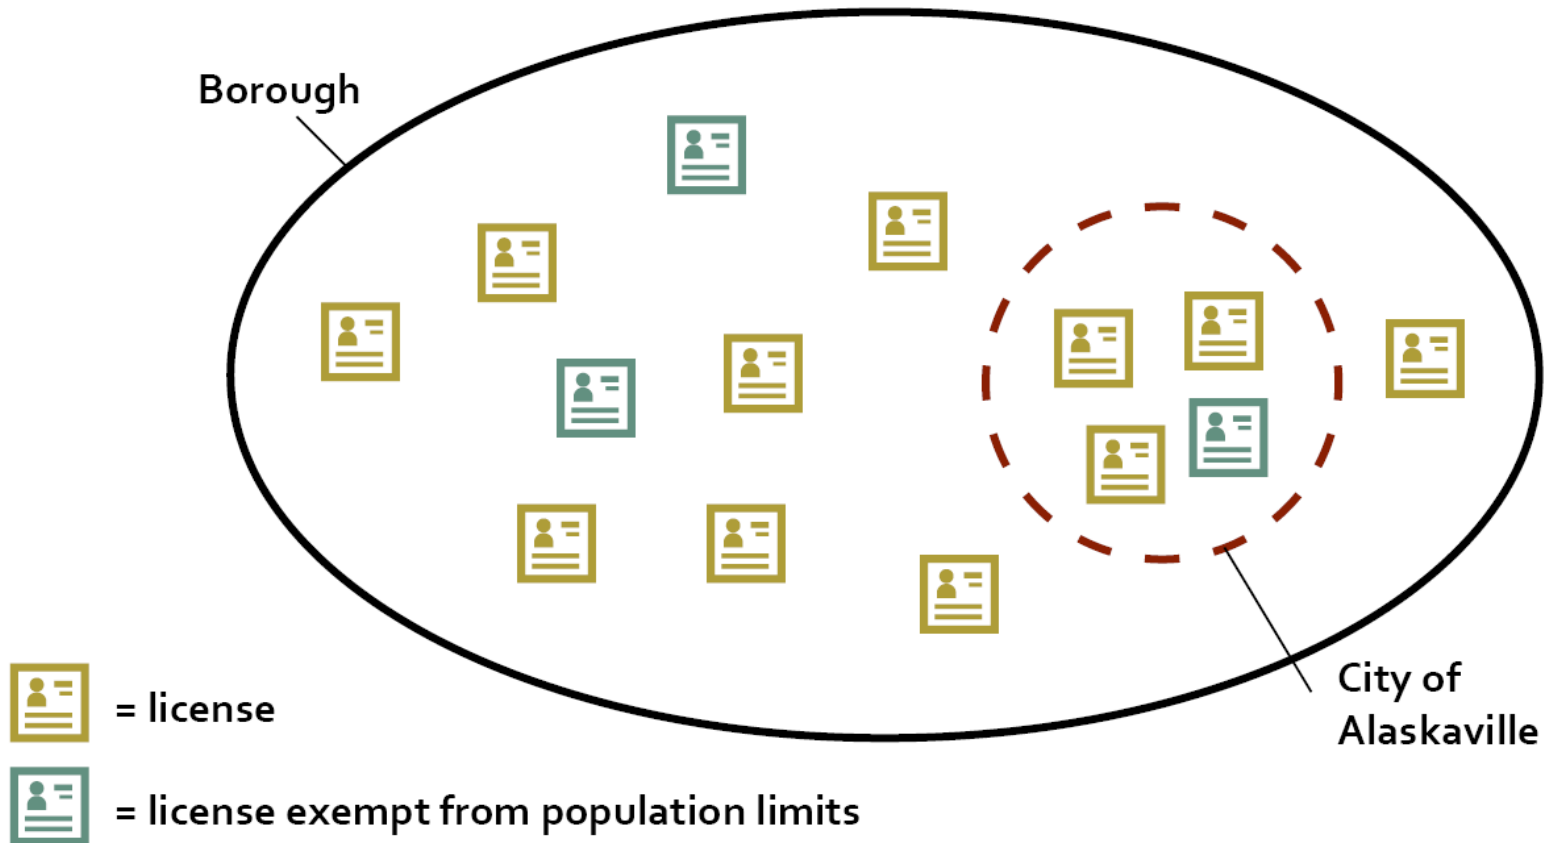 Borough
City of
Alaskaville
= license
= license exempt from population limits